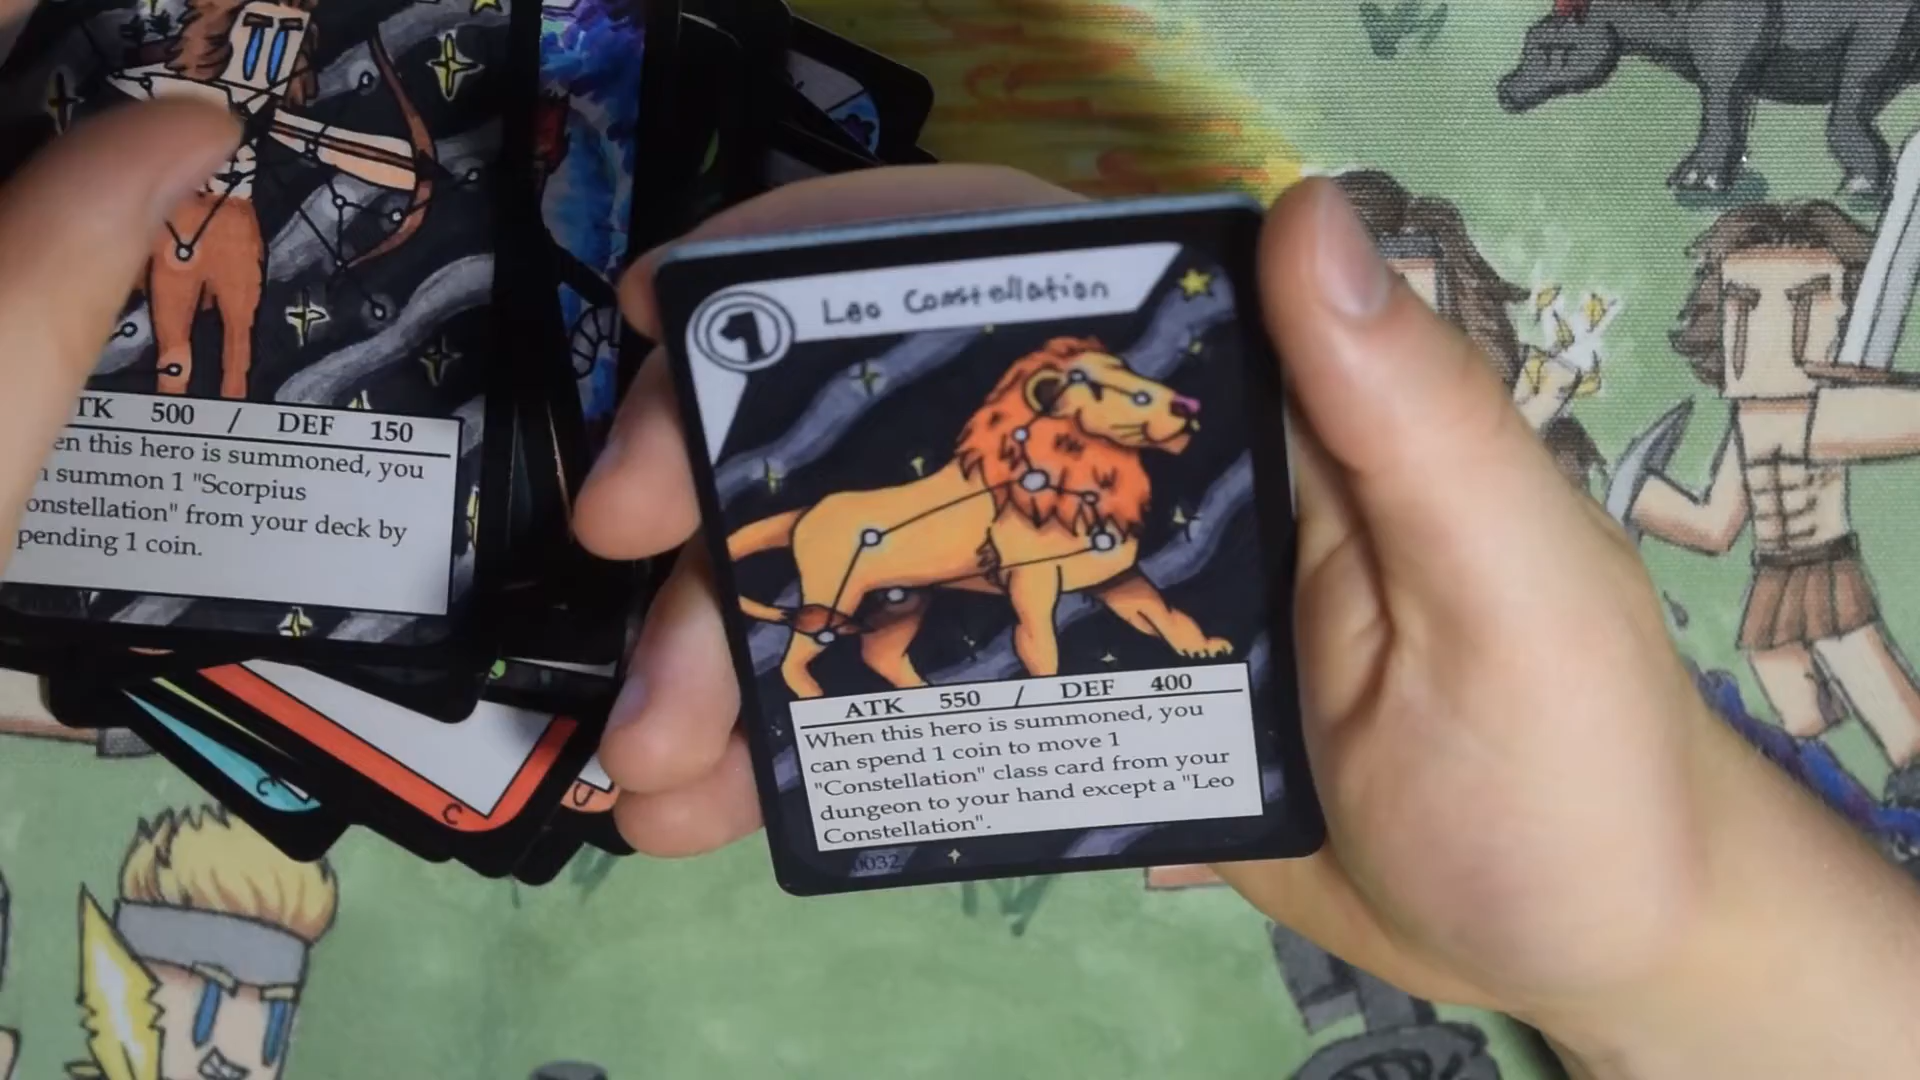 TK 500 / DEF 150
en this hero is summoned, you
summon 1 "Scorpius
onstellation" from your deck by
pending 1 coin.
1
Leo Constellation
ATK 550 / DEF 400
When this hero is summoned, you
can spend 1 coin to move 1
"Constellation" class card from your
dungeon to your hand except a "Leo
Constellation".
0032
C
C